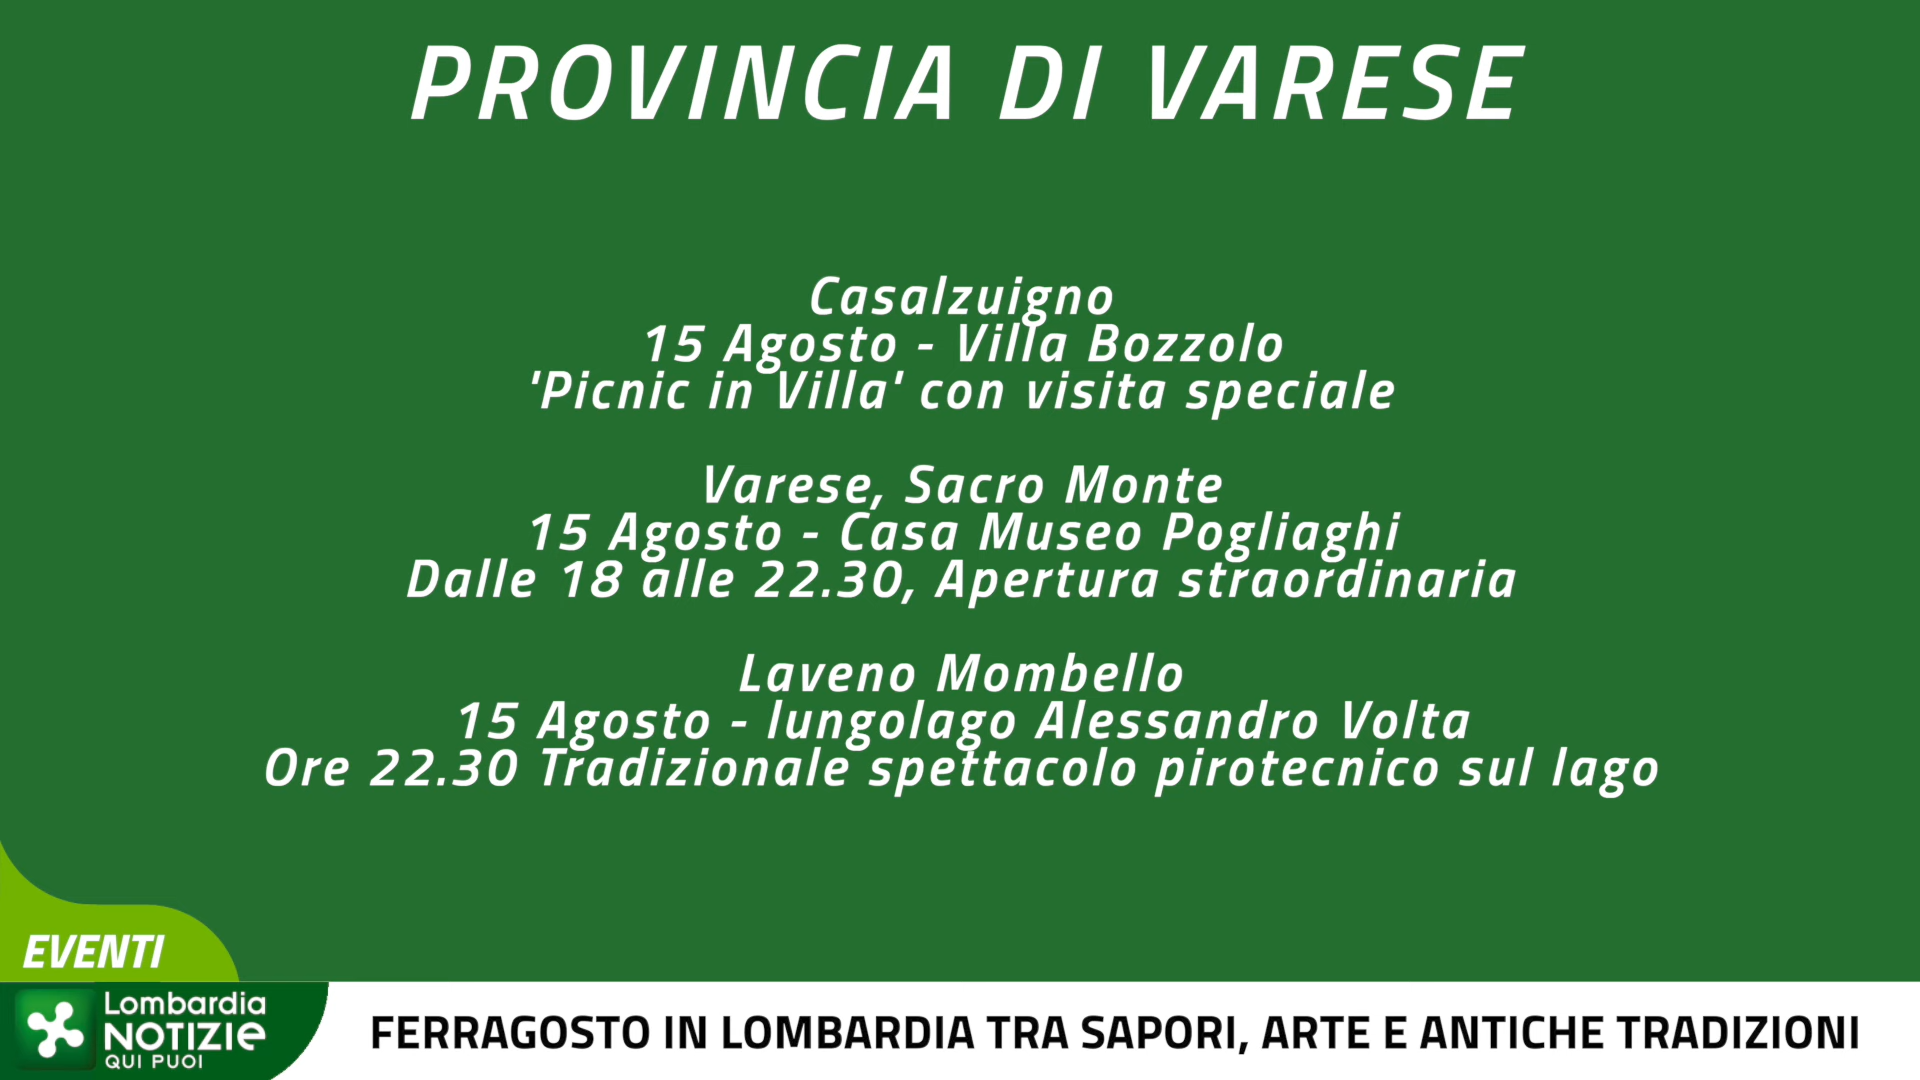 PROVINCIA DI VARESE
Casalzuigno
15 Agosto - Villa Bozzolo
'Picnic in Villa' con visita speciale
Varese, Sacro Monte
15 Agosto - Casa Museo Pogliaghi
Dalle 18 alle 22.30, Apertura straordinaria
Laveno Mombello
15 Agosto - lungolago Alessandro Volta
Ore 22.30 Tradizionale spettacolo pirotecnico sul lago
EVENTI
Lombardia
NOTIZIE
QUI PUOI
FERRAGOSTO IN LOMBARDIA TRA SAPORI, ARTE E ANTICHE TRADIZIONI